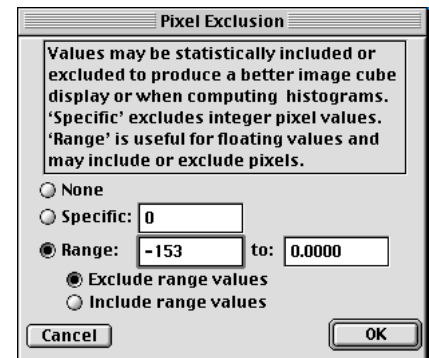 Pixel Exclusion
Values may be statistically included or
excluded to produce a better image cube
display or when computing histograms.
'Specific' excludes integer pixel values.
'Range' is useful for floating values and
may include or exclude pixels.
None
Specific: 0
Range: -153 to: 0.0000
Exclude range values
Include range values
Cancel OK